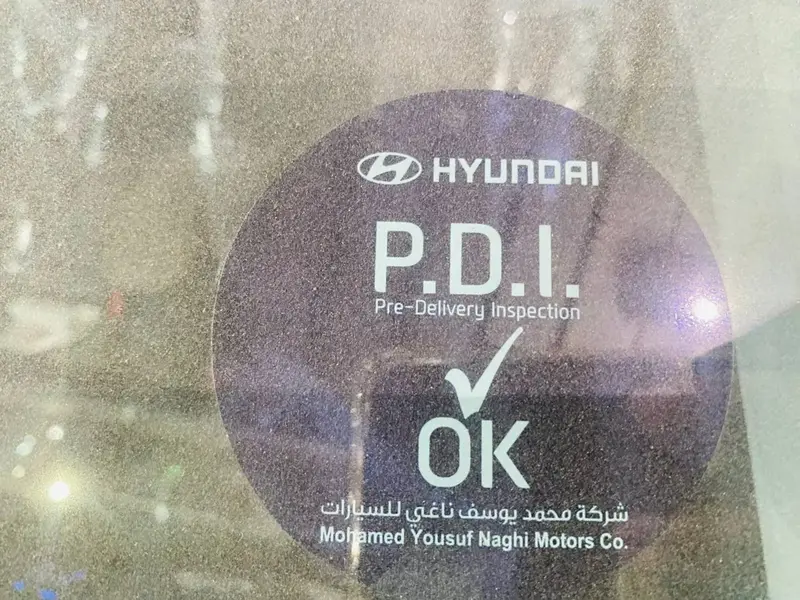 HYUNDAI
P.D.I.
Pre-Delivery Inspection
OK
شركة محمد يوسف ناغي للسيارات
Mohamed Yousuf Naghi Motors Co.